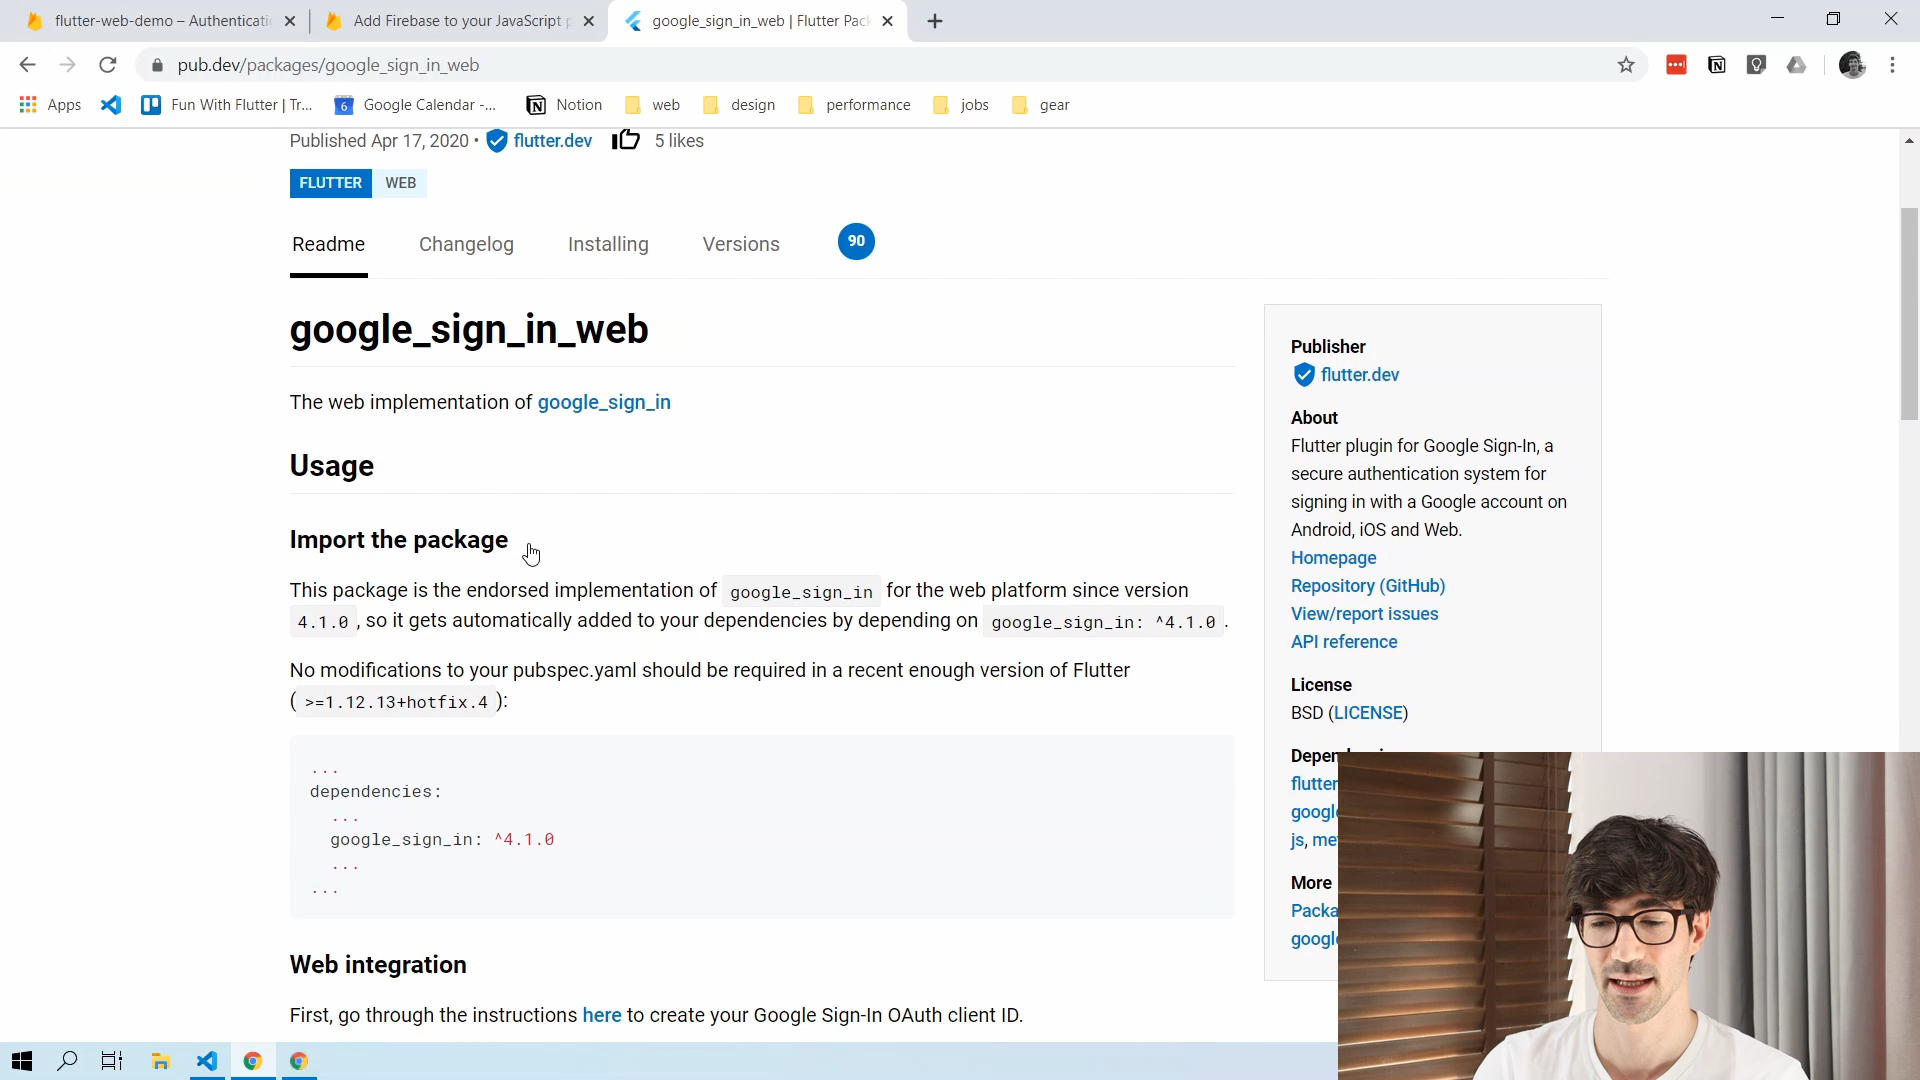 flutter-web-demo – Authenticati
Add Firebase to your JavaScript p
google_sign_in_web | Flutter Pack
pub.dev/packages/google_sign_in_web
Apps
Fun With Flutter | Tr...
6
Google Calendar -...
Notion
web
design
performance
jobs
gear
Published Apr 17, 2020 •
flutter.dev
5 likes
FLUTTER
WEB
Readme
Changelog
Installing
Versions
90
google_sign_in_web
The web implementation of google_sign_in
Usage
Import the package
This package is the endorsed implementation of google_sign_in for the web platform since version
4.1.0 , so it gets automatically added to your dependencies by depending on google_sign_in: ^4.1.0 .
No modifications to your pubspec.yaml should be required in a recent enough version of Flutter
( >=1.12.13+hotfix.4 ):
...
dependencies:
...
google_sign_in: ^4.1.0
...
...
Web integration
First, go through the instructions here to create your Google Sign-In OAuth client ID.
Publisher
flutter.dev
About
Flutter plugin for Google Sign-In, a
secure authentication system for
signing in with a Google account on
Android, iOS and Web.
Homepage
Repository (GitHub)
View/report issues
API reference
License
BSD (LICENSE)
Depen
flutter
google
js, me
More
Packa
google